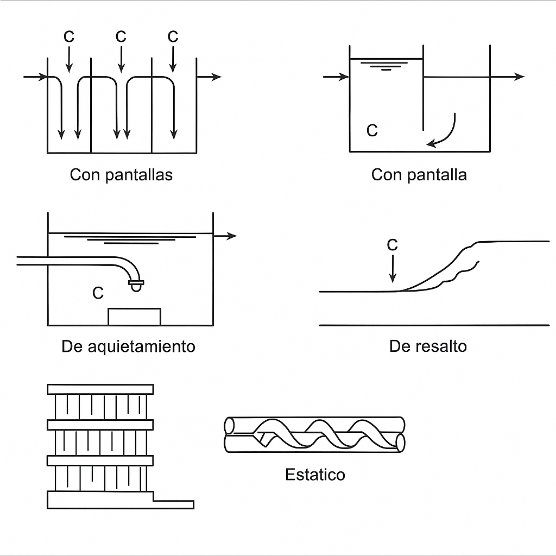 C C C
C
Con pantallas
Con pantalla
C
De aquietamiento
C
De resalto
Estatico